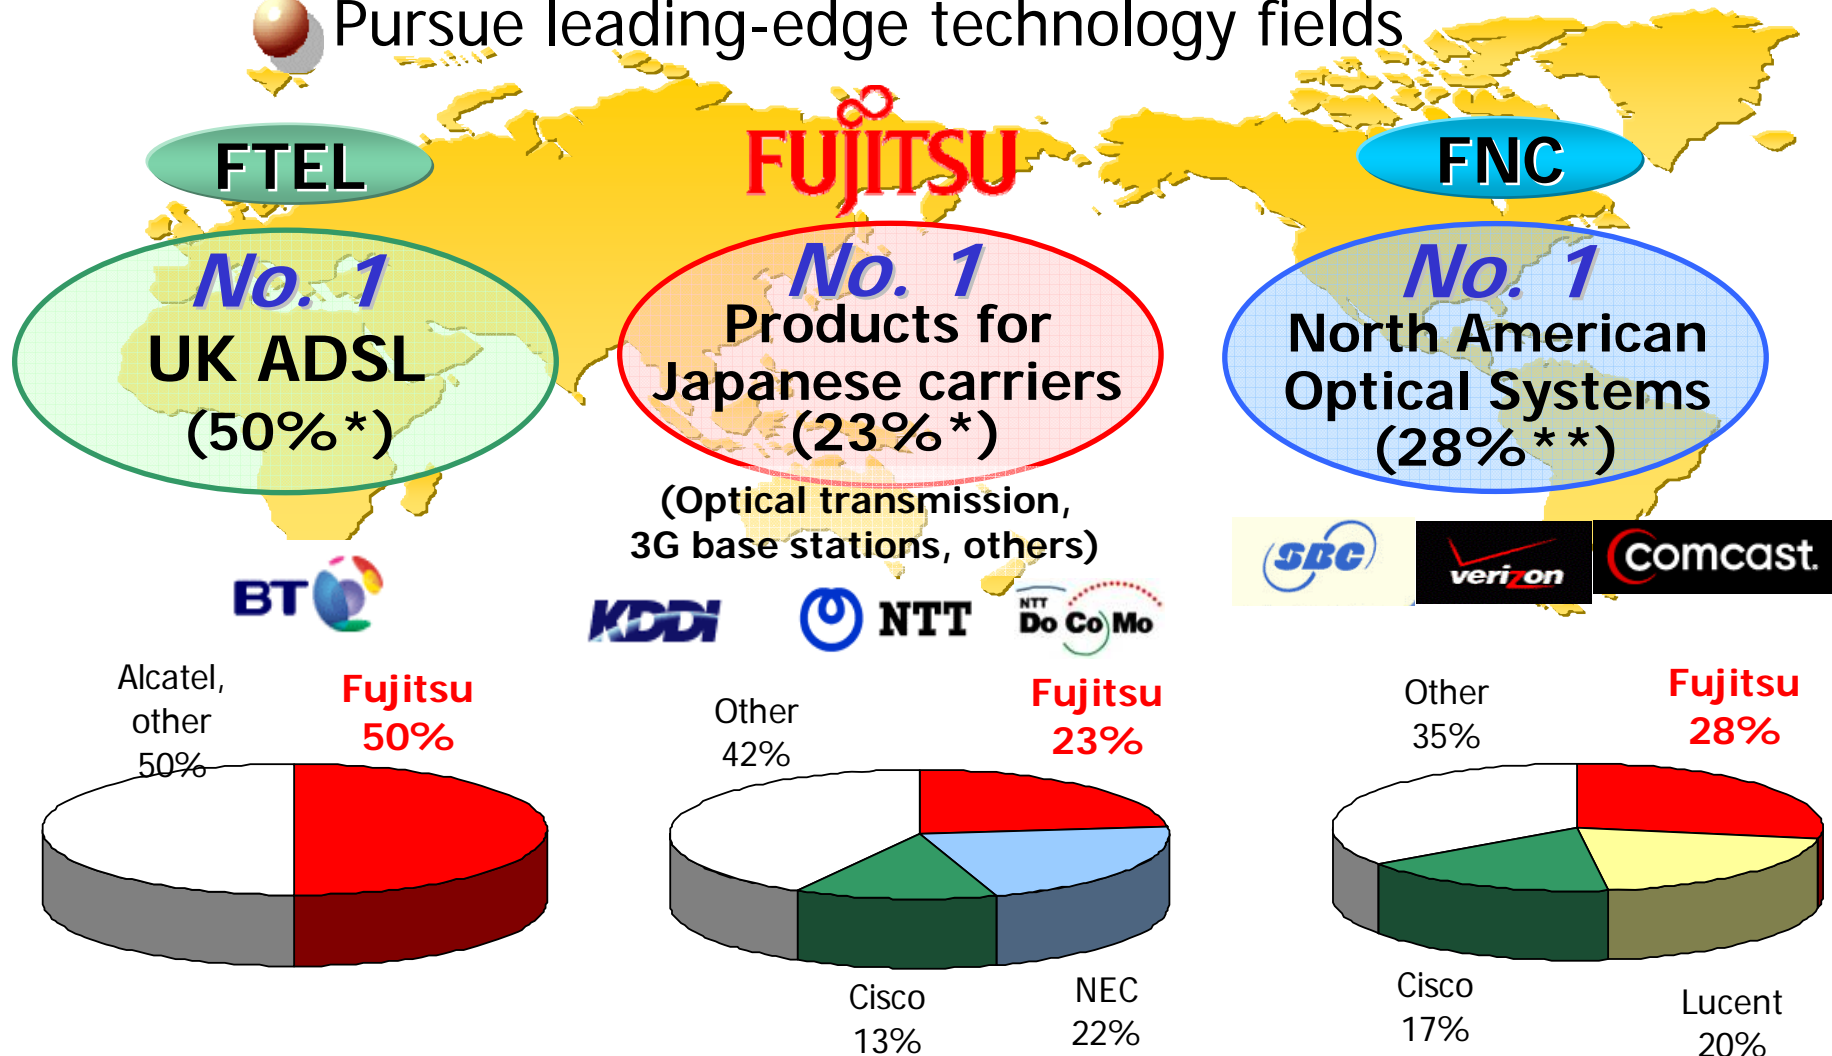 Pursue leading-edge technology fields
FTEL
FUJITSU
FNC
No. 1
UK ADSL
(50%*)
No. 1
Products for
Japanese carriers
(23%*)
(Optical transmission,
3G base stations, others)
No. 1
North American
Optical Systems
(28%**)
BT
KDDI
NTT
NTT
DoCoMo
SBC
verizon
comcast.
Alcatel,
other
50%
Fujitsu
50%
Other
42%
Fujitsu
23%
Cisco
13%
NEC
22%
Other
35%
Fujitsu
28%
Cisco
17%
Lucent
20%